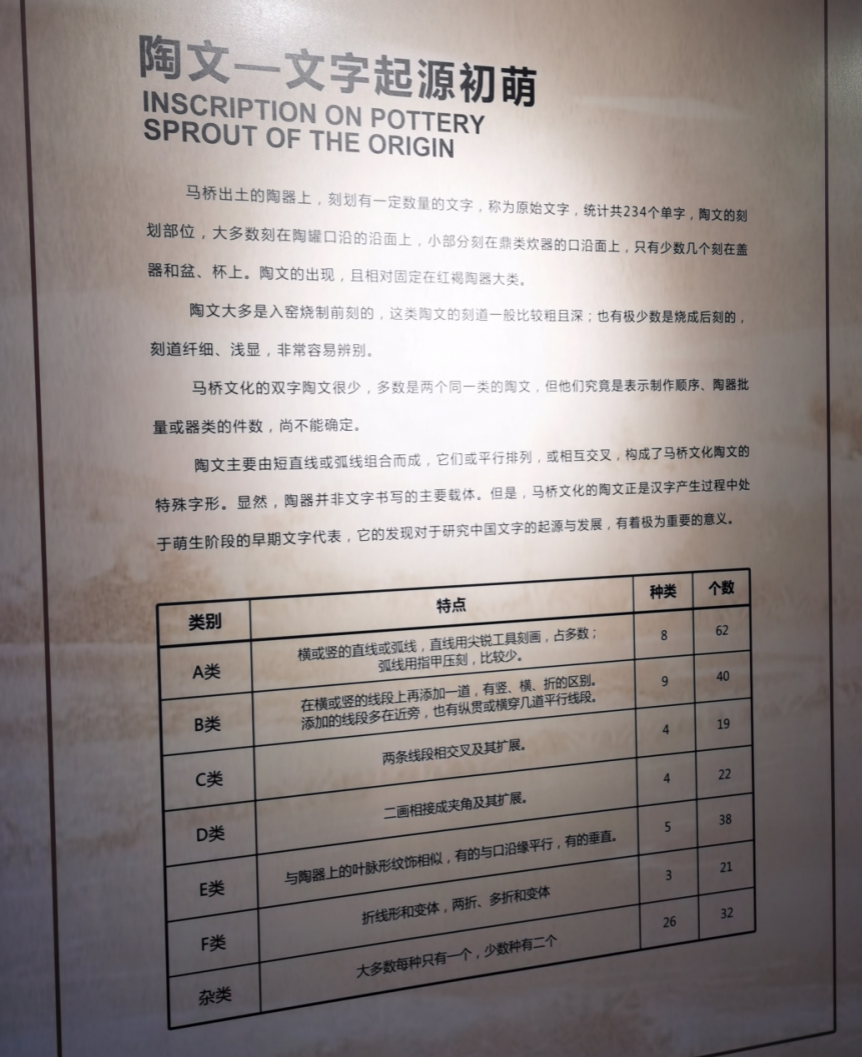 陶文—文字起源初萌
INSCRIPTION ON POTTERY
SPROUT OF THE ORIGIN
马桥出土的陶器上，刻划有一定数量的文字，称为原始文字，统计共234个单字，陶文的刻
划部位，大多数刻在陶罐口沿的沿面上，小部分刻在鼎类炊器的口沿面上，只有少数几个刻在盖
器和盆、杯上。陶文的出现，且相对固定在红褐陶器大类。
陶文大多是入窑烧制前刻的，这类陶文的刻道一般比较粗且深；也有极少数是烧成后刻的，
刻道纤细、浅显，非常容易辨别。
马桥文化的双字陶文很少，多数是两个同一类的陶文，但他们究竟是表示制作顺序、陶器批
量或器类的件数，尚不能确定。
陶文主要由短直线或弧线组合而成，它们或平行排列，或相互交叉，构成了马桥文化陶文的
特殊字形。显然，陶器并非文字书写的主要载体。但是，马桥文化的陶文正是汉字产生过程中处
于萌生阶段的早期文字代表，它的发现对于研究中国文字的起源与发展，有着极为重要的意义。
类别 特点 种类 个数
A类 横或竖的直线或弧线，直线用尖锐工具刻画，占多数； 8 62
弧线用指甲压刻，比较少。
B类 在横或竖的线段上再添加一道，有竖、横、折的区别。 9 40
添加的线段多在近旁，也有纵贯或横穿几道平行线段。
C类 两条线段相交叉及其扩展。 4 19
D类 二画相接成夹角及其扩展。 4 22
E类 与陶器上的叶脉形纹饰相似，有的与口沿缘平行，有的垂直。 5 38
F类 折线形和变体，两折、多折和变体 3 21
杂类 大多数每种只有一个，少数种有二个 26 32